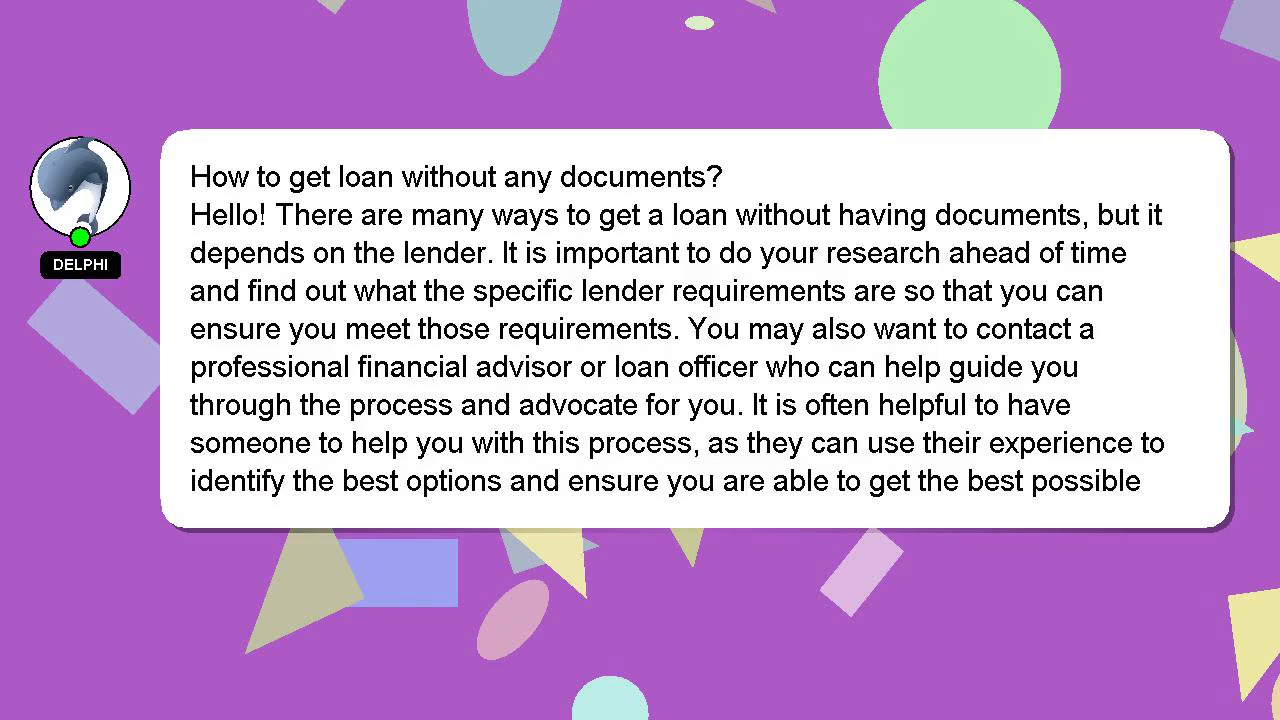 How to get loan without any documents?
Hello! There are many ways to get a loan without having documents, but it
depends on the lender. It is important to do your research ahead of time
and find out what the specific lender requirements are so that you can
ensure you meet those requirements. You may also want to contact a
professional financial advisor or loan officer who can help guide you
through the process and advocate for you. It is often helpful to have
someone to help you with this process, as they can use their experience to
identify the best options and ensure you are able to get the best possible
DELPHI